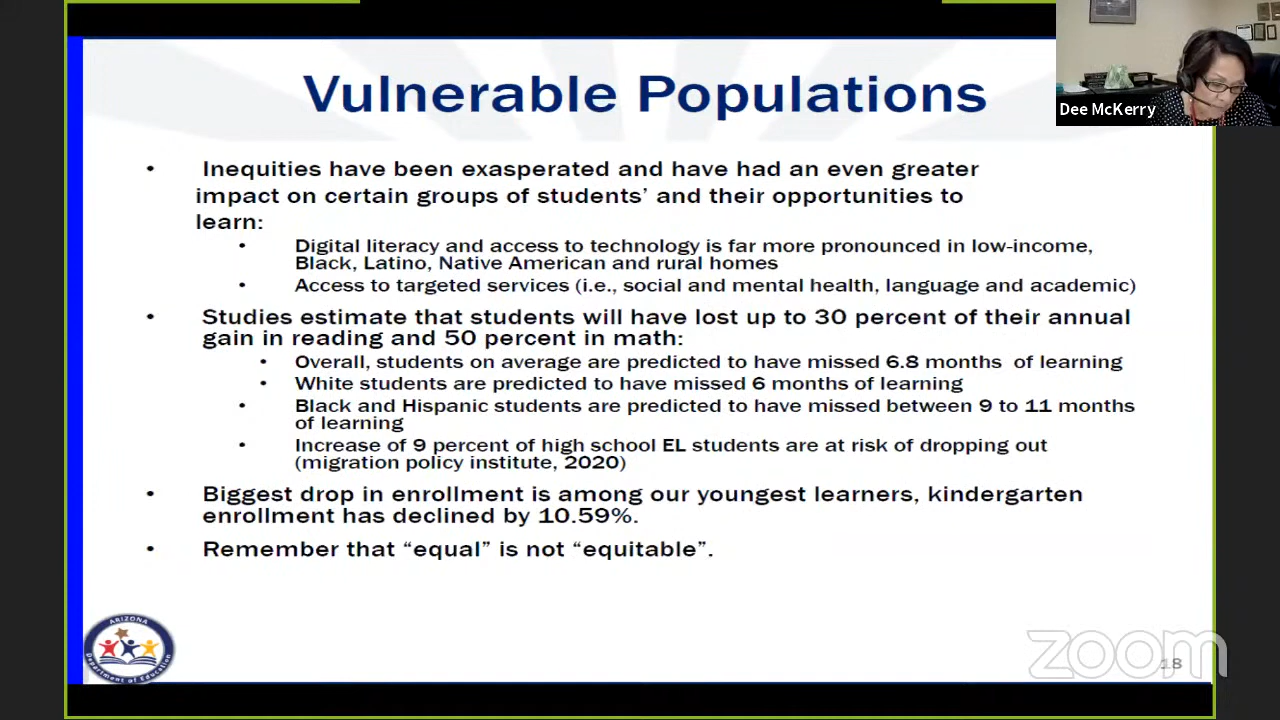 Vulnerable Populations
Dee McKerry
• Inequities have been exasperated and have had an even greater
impact on certain groups of students’ and their opportunities to
learn:
• Digital literacy and access to technology is far more pronounced in low-income,
Black, Latino, Native American and rural homes
• Access to targeted services (i.e., social and mental health, language and academic)
• Studies estimate that students will have lost up to 30 percent of their annual
gain in reading and 50 percent in math:
• Overall, students on average are predicted to have missed 6.8 months of learning
• White students are predicted to have missed 6 months of learning
• Black and Hispanic students are predicted to have missed between 9 to 11 months
of learning
• Increase of 9 percent of high school EL students are at risk of dropping out
(migration policy institute, 2020)
• Biggest drop in enrollment is among our youngest learners, kindergarten
enrollment has declined by 10.59%.
• Remember that “equal” is not “equitable”.
ARIZONA
Department of Education
zoom
18